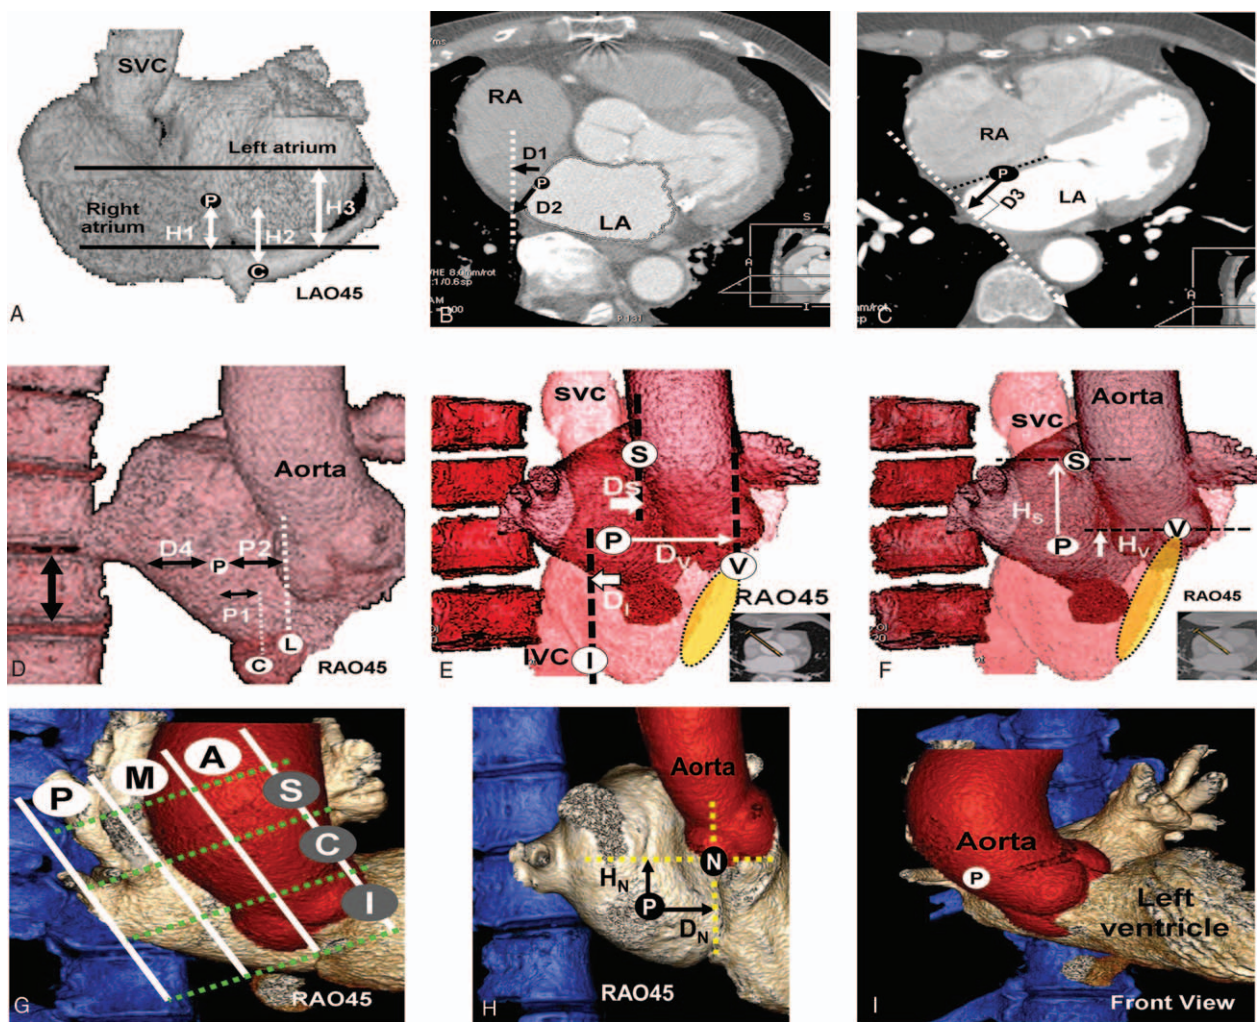 SVC
Left atrium
Right
atrium
P
H1
H2
H3
C
LAO45
A
RA
D1
P
D2
LA
S
A
I
B
RA
P
D3
LA
A
C
Aorta
D4
P
P2
P1
L
C
RAO45
D
SVC
S
DS
P
DV
V
DI
RAO45
IVC
I
E
Aorta
SVC
S
HS
P
HV
V
RAO45
20
F
P
M
A
S
C
I
RAO45
G
Aorta
N
HN
P
DN
RAO45
H
Aorta
P
Left
ventricle
Front View
I